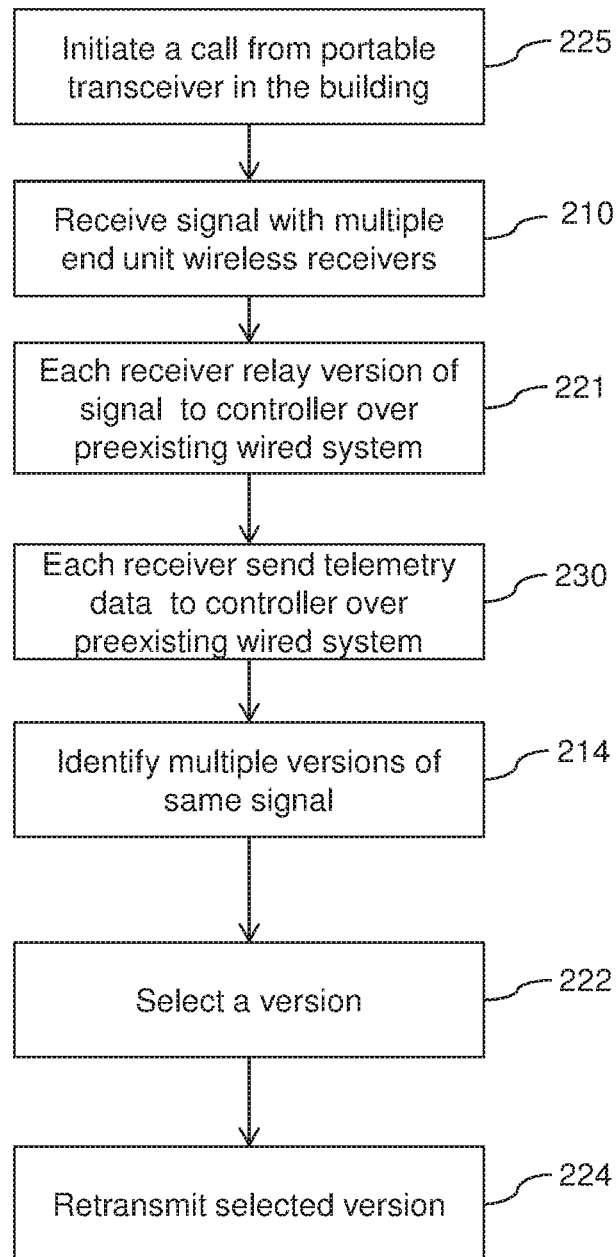 Initiate a call from portable
transceiver in the building
225
Receive signal with multiple
end unit wireless receivers
210
Each receiver relay version of
signal to controller over
preexisting wired system
221
Each receiver send telemetry
data to controller over
preexisting wired system
230
Identify multiple versions of
same signal
214
Select a version
222
Retransmit selected version
224